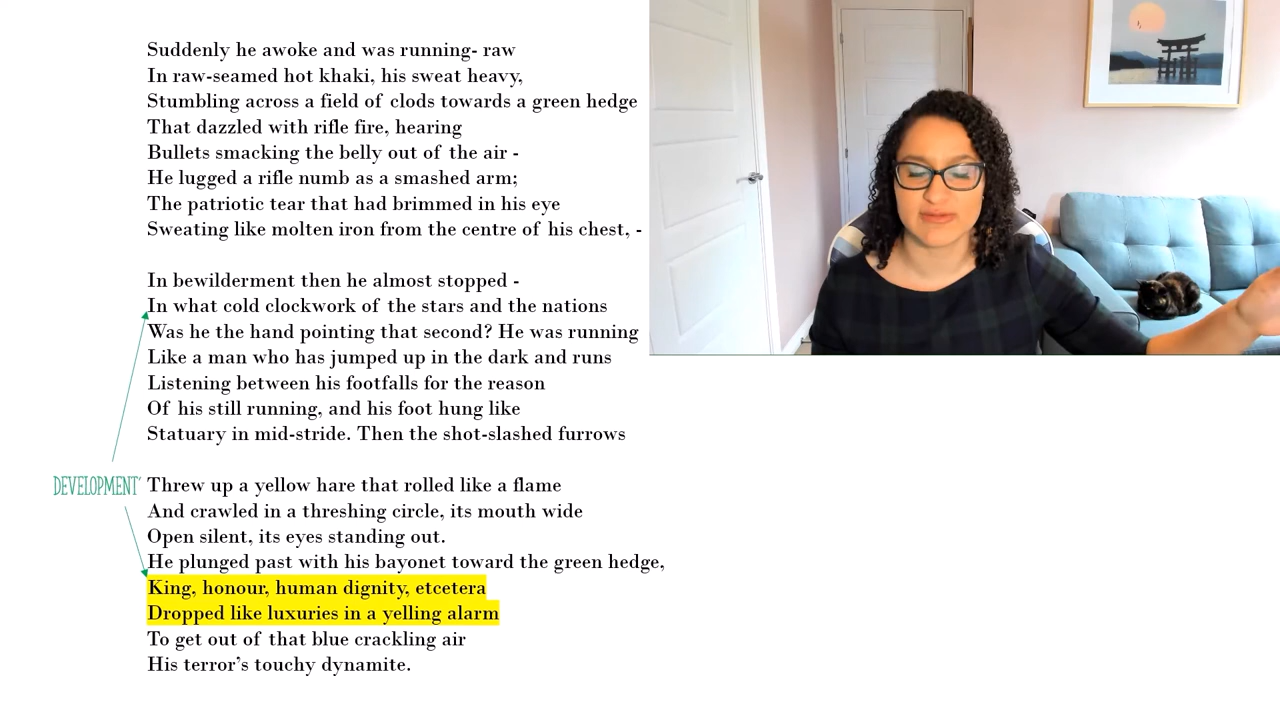 Suddenly he awoke and was running- raw
In raw-seamed hot khaki, his sweat heavy,
Stumbling across a field of clods towards a green hedge
That dazzled with rifle fire, hearing
Bullets smacking the belly out of the air -
He lugged a rifle numb as a smashed arm;
The patriotic tear that had brimmed in his eye
Sweating like molten iron from the centre of his chest, -
In bewilderment then he almost stopped -
In what cold clockwork of the stars and the nations
Was he the hand pointing that second? He was running
Like a man who has jumped up in the dark and runs
Listening between his footfalls for the reason
Of his still running, and his foot hung like
Statuary in mid-stride. Then the shot-slashed furrows
DEVELOPMENT
Threw up a yellow hare that rolled like a flame
And crawled in a threshing circle, its mouth wide
Open silent, its eyes standing out.
He plunged past with his bayonet toward the green hedge,
King, honour, human dignity, etcetera
Dropped like luxuries in a yelling alarm
To get out of that blue crackling air
His terror's touchy dynamite.